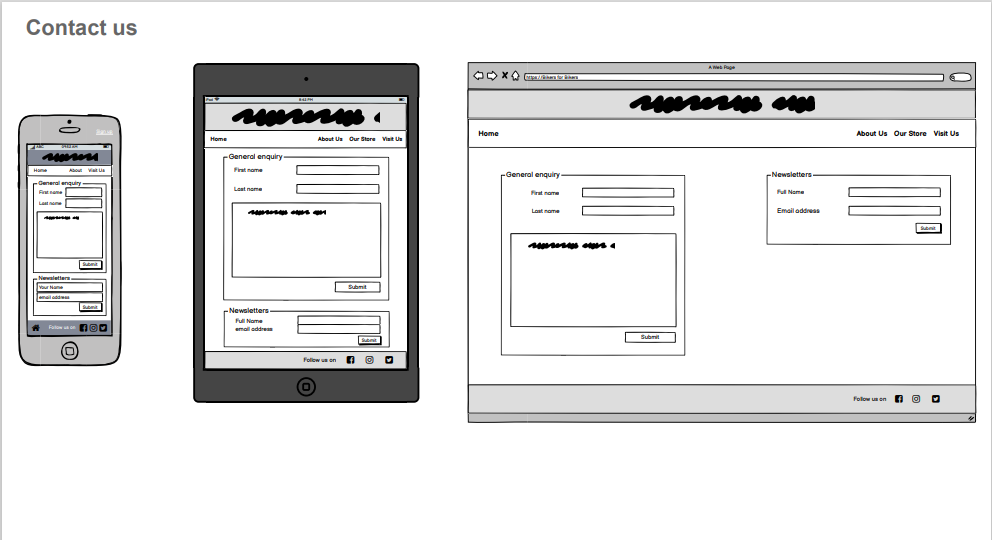 Contact us
Sign up
ABC 09:52 AM
Home About Visit Us
General enquiry
First name
Last name
Submit
Newsletters
Your Name
email address
Submit
Follow us on
iPad 9:42 PM
Home About Us Our Store Visit Us
General enquiry
First name
Last name
Submit
Newsletters
Full Name
email address
Submit
Follow us on
A Web Page
https://Bikers for Bikers
Home About Us Our Store Visit Us
General enquiry
First name
Last name
Submit
Newsletters
Full Name
Email address
Submit
Follow us on